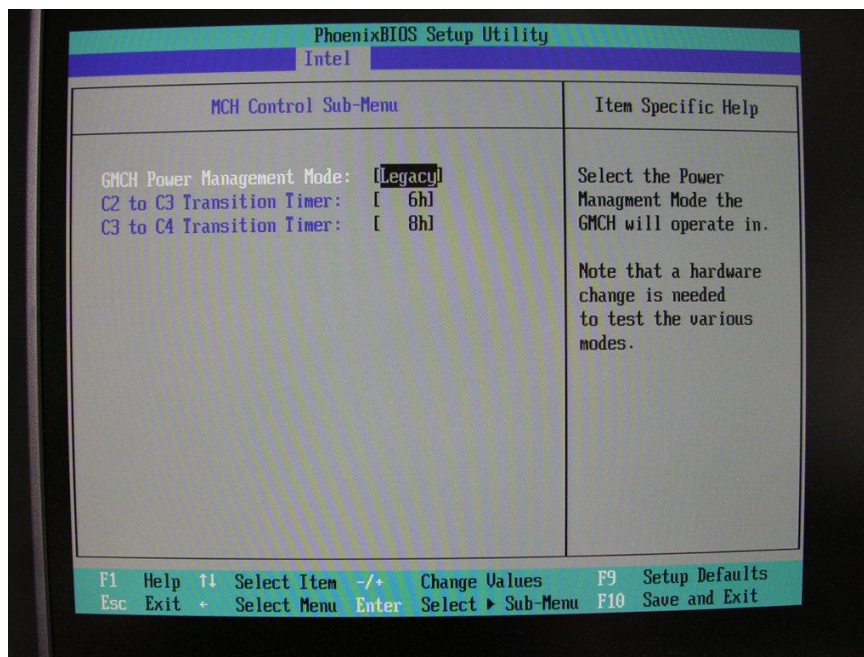 PhoenixBIOS Setup Utility
Intel
MCH Control Sub-Menu
Item Specific Help
GMCH Power Management Mode: [Legacy]
C2 to C3 Transition Timer: [ 6h]
C3 to C4 Transition Timer: [ 8h]
Select the Power
Managment Mode the
GMCH will operate in.
Note that a hardware
change is needed
to test the various
modes.
F1 Help ↑↓ Select Item -/+ Change Values F9 Setup Defaults
Esc Exit ← Select Menu Enter Select ▶ Sub-Menu F10 Save and Exit